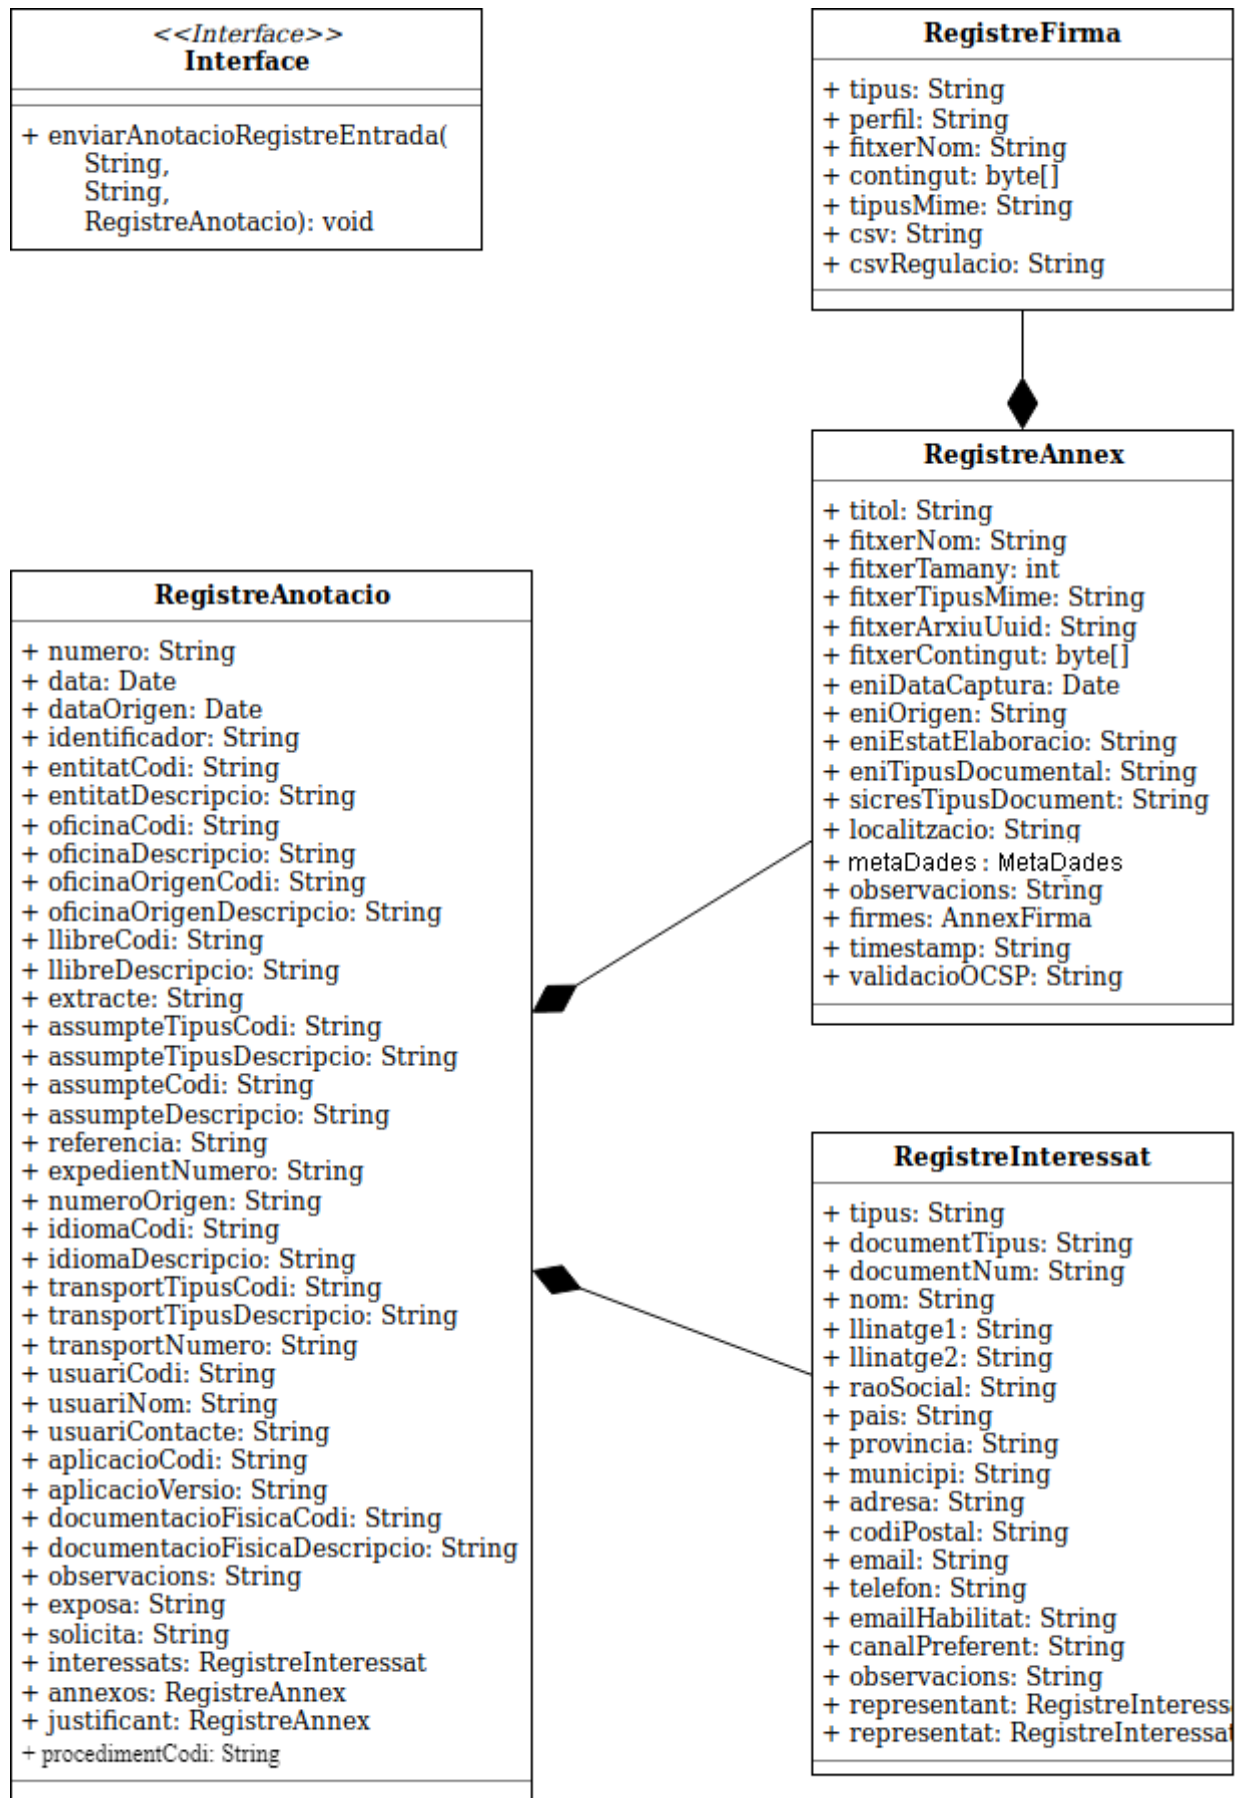 <<Interface>>
Interface
+ enviarAnotacioRegistreEntrada(
String,
String,
RegistreAnotacio): void
RegistreFirma
+ tipus: String
+ perfil: String
+ fitxerNom: String
+ contingut: byte[]
+ tipusMime: String
+ csv: String
+ csvRegulacio: String
RegistreAnnex
+ titol: String
+ fitxerNom: String
+ fitxerTamany: int
+ fitxerTipusMime: String
+ fitxerArxiuUuid: String
+ fitxerContingut: byte[]
+ eniDataCaptura: Date
+ eniOrigen: String
+ eniEstatElaboracio: String
+ eniTipusDocumental: String
+ sicresTipusDocument: String
+ localitzacio: String
+ metaDades : MetaDades
+ observacions: String
+ firmes: AnnexFirma
+ timestamp: String
+ validacioOCSP: String
RegistreAnotacio
+ numero: String
+ data: Date
+ dataOrigen: Date
+ identificador: String
+ entitatCodi: String
+ entitatDescripcio: String
+ oficinaCodi: String
+ oficinaDescripcio: String
+ oficinaOrigenCodi: String
+ oficinaOrigenDescripcio: String
+ llibreCodi: String
+ llibreDescripcio: String
+ extracte: String
+ assumpteTipusCodi: String
+ assumpteTipusDescripcio: String
+ assumpteCodi: String
+ assumpteDescripcio: String
+ referencia: String
+ expedientNumero: String
+ numeroOrigen: String
+ idiomaCodi: String
+ idiomaDescripcio: String
+ transportTipusCodi: String
+ transportTipusDescripcio: String
+ transportNumero: String
+ usuariCodi: String
+ usuariNom: String
+ usuariContacte: String
+ aplicacioCodi: String
+ aplicacioVersio: String
+ documentacioFisicaCodi: String
+ documentacioFisicaDescripcio: String
+ observacions: String
+ exposa: String
+ solicita: String
+ interessats: RegistreInteressat
+ annexos: RegistreAnnex
+ justificant: RegistreAnnex
+ procedimentCodi: String
RegistreInteressat
+ tipus: String
+ documentTipus: String
+ documentNum: String
+ nom: String
+ llinatge1: String
+ llinatge2: String
+ raoSocial: String
+ pais: String
+ provincia: String
+ municipi: String
+ adresa: String
+ codiPostal: String
+ email: String
+ telefon: String
+ emailHabilitat: String
+ canalPreferent: String
+ observacions: String
+ representant: RegistreInteress
+ representat: RegistreInteressat